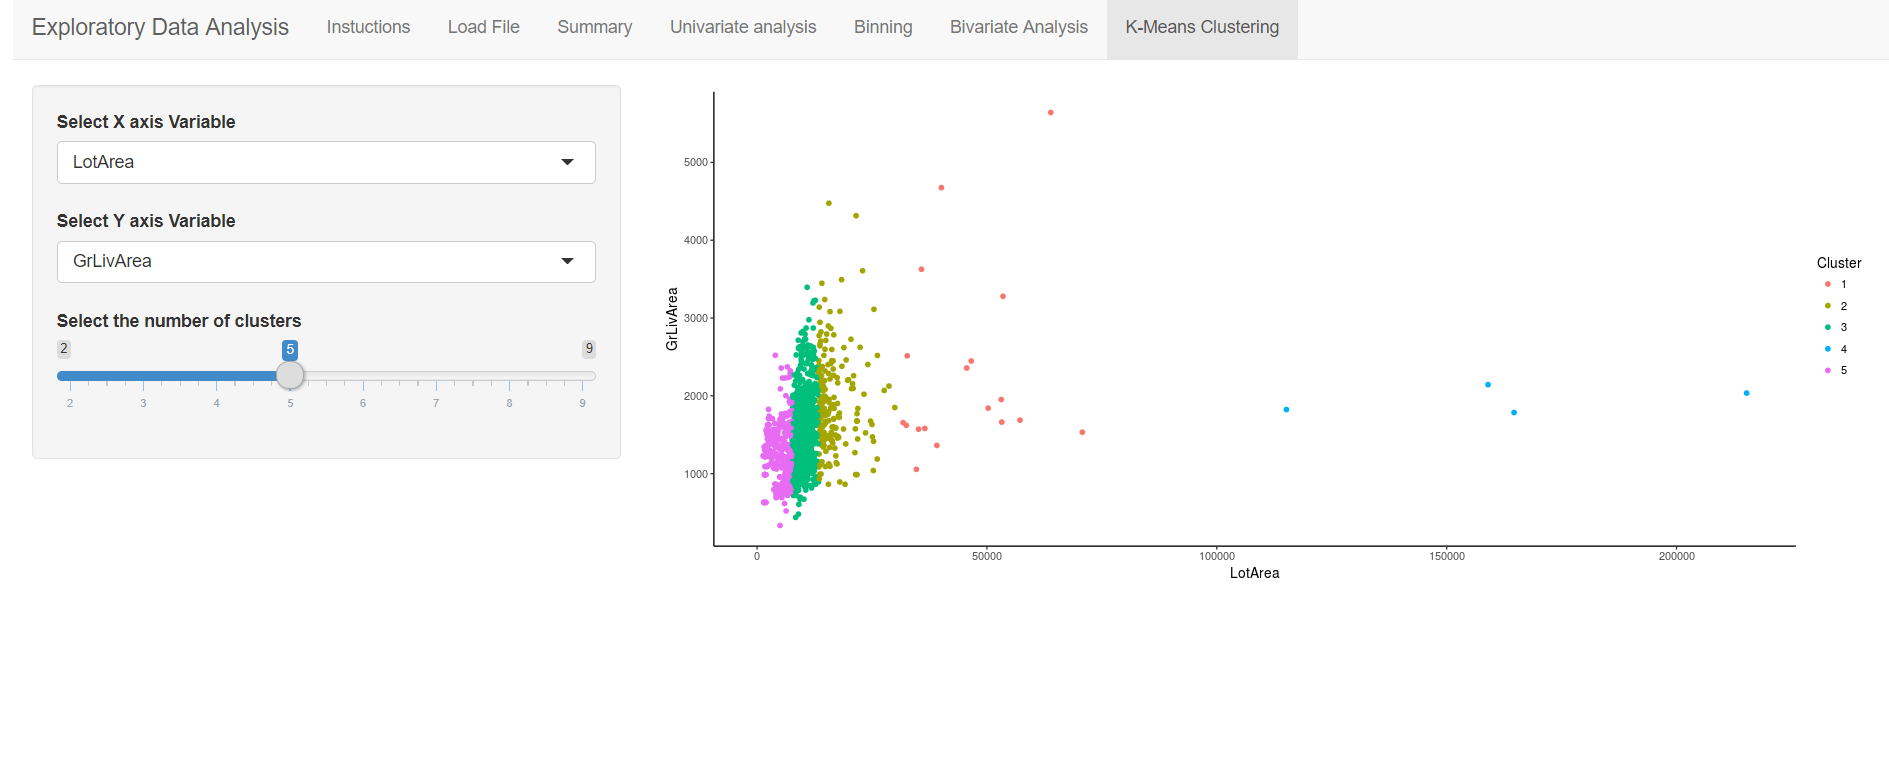 Exploratory Data Analysis Instuctions Load File Summary Univariate analysis Binning Bivariate Analysis K-Means Clustering
Select X axis Variable
LotArea
Select Y axis Variable
GrLivArea
Select the number of clusters
2 5 9
2 3 4 5 6 7 8 9
GrLivArea
5000
4000
3000
2000
1000
0 50000 100000 150000 200000
LotArea
Cluster
1
2
3
4
5